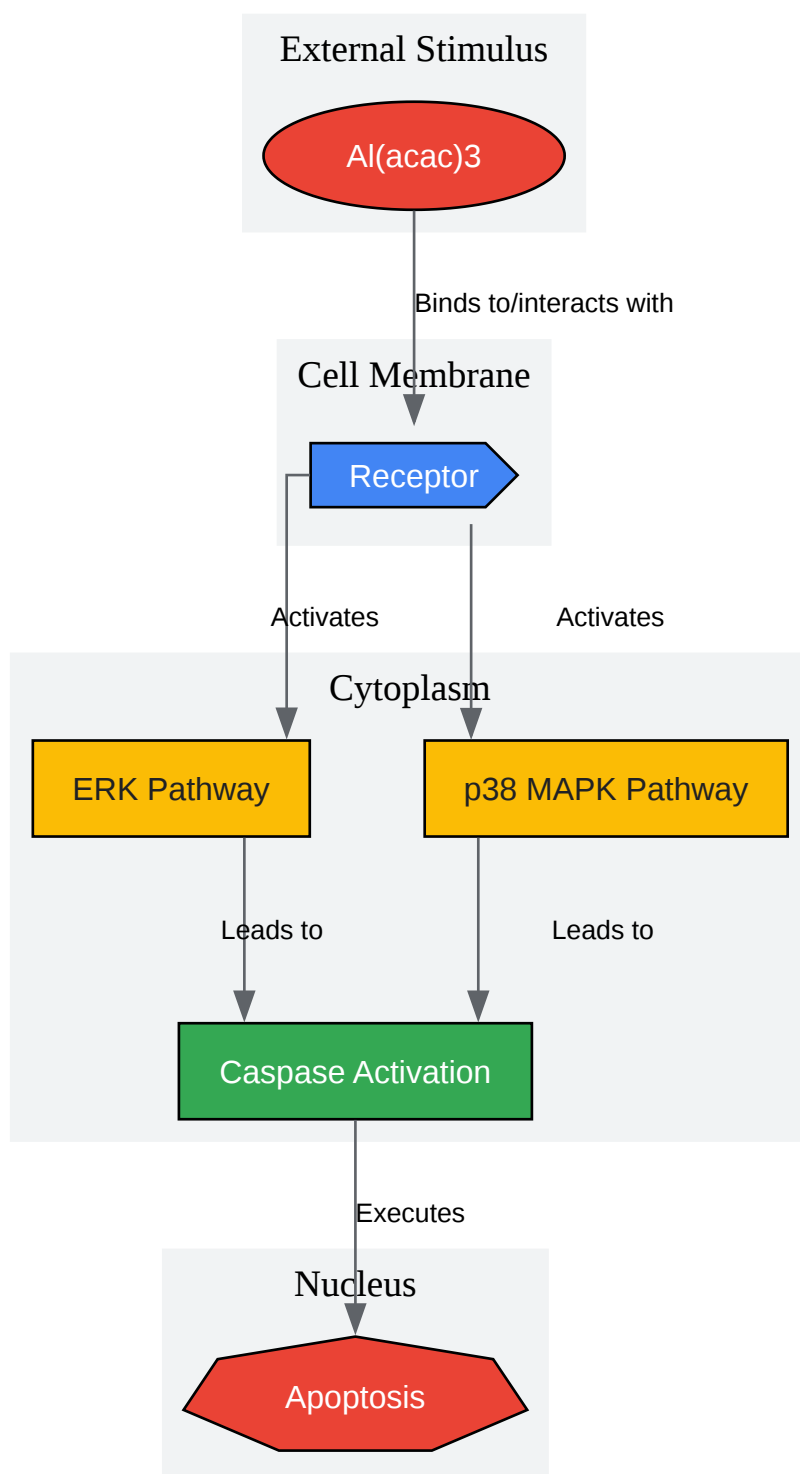 External Stimulus
Al(acac)3
Binds to/interacts with
Cell Membrane
Receptor
Activates
Activates
Cytoplasm
ERK Pathway
p38 MAPK Pathway
Leads to
Leads to
Caspase Activation
Executes
Nucleus
Apoptosis